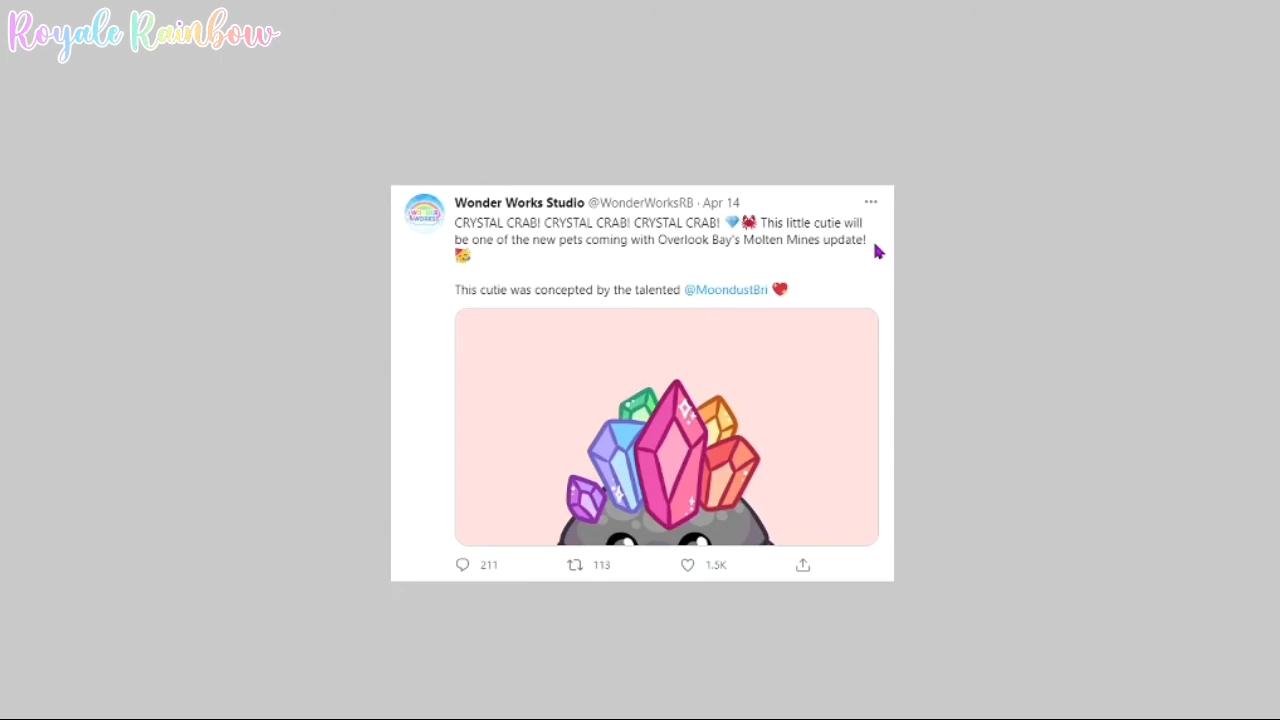 Royale Rainbow
Wonder Works Studio @WonderWorksRB · Apr 14
CRYSTAL CRAB! CRYSTAL CRAB! CRYSTAL CRAB! 💎🦀 This little cutie will
be one of the new pets coming with Overlook Bay's Molten Mines update!
🥳
This cutie was concepted by the talented @MoondustBri 💖
211 113 1.5K